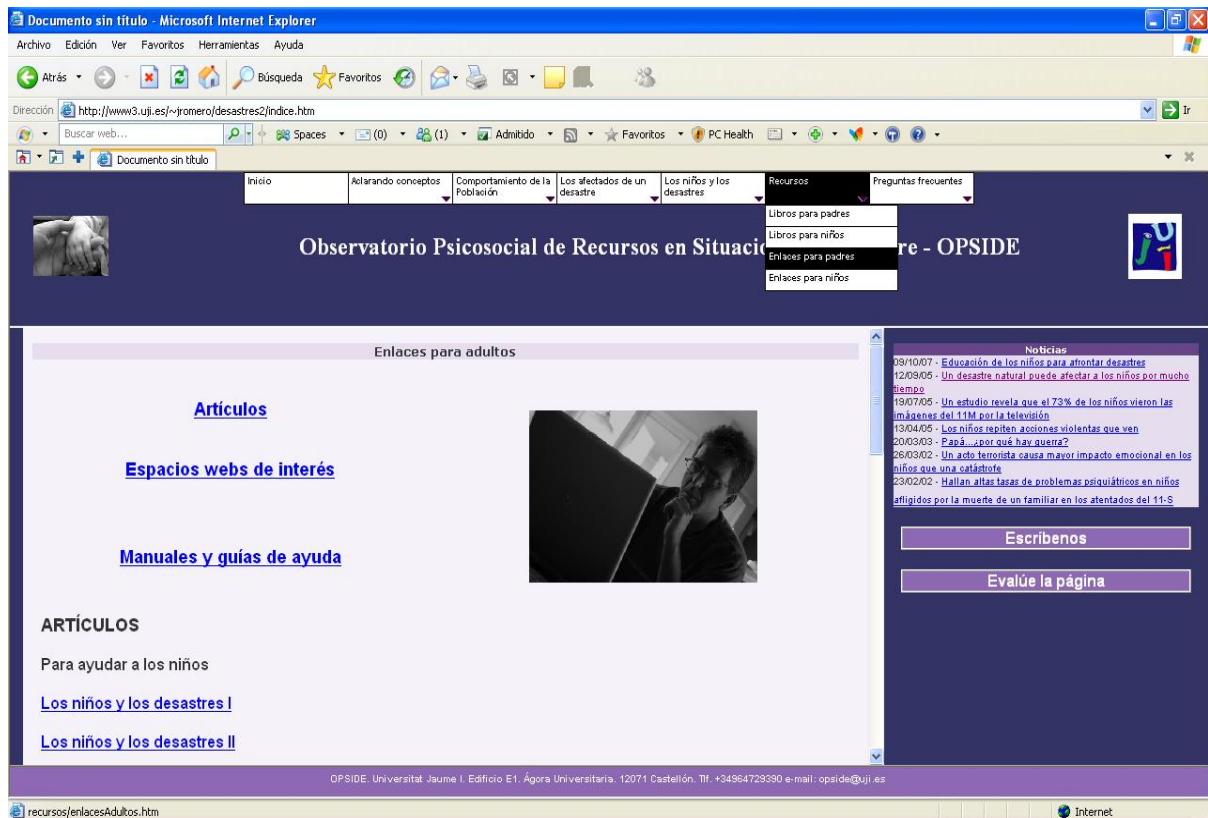 Documento sin título - Microsoft Internet Explorer
Archivo Edición Ver Favoritos Herramientas Ayuda
Atrás Búsqueda Favoritos
Dirección http://www3.uji.es/~jromero/desastres2/indice.htm Ir
Buscar web... Spaces (0) (1) Admitido Favoritos PC Health
Documento sin título
Inicio
Aclarando conceptos
Comportamiento de la
Población
Los afectados de un
desastre
Los niños y los
desastres
Recursos
Preguntas frecuentes
Libros para padres
Libros para niños
Enlaces para padres
Enlaces para niños
Observatorio Psicosocial de Recursos en Situacio re - OPSIDE
uji
Enlaces para adultos
Artículos
Espacios webs de interés
Manuales y guías de ayuda
ARTÍCULOS
Para ayudar a los niños
Los niños y los desastres I
Los niños y los desastres II
Noticias
09/10/07 - Educación de los niños para afrontar desastres
12/09/05 - Un desastre natural puede afectar a los niños por mucho
tiempo
19/07/05 - Un estudio revela que el 73% de los niños vieron las
imágenes del 11M por la televisión
13/04/05 - Los niños repiten acciones violentas que ven
20/03/03 - Papá...¿por qué hay guerra?
26/03/02 - Un acto terrorista causa mayor impacto emocional en los
niños que una catástrofe
23/02/02 - Hallan altas tasas de problemas psiquiátricos en niños
afligidos por la muerte de un familiar en los atentados del 11-S
Escríbenos
Evalúe la página
OPSIDE. Universitat Jaume I. Edificio E1. Ágora Universitaria. 12071 Castellón. Tlf. +34964729390 e-mail: opside@uji.es
recursos/enlacesAdultos.htm Internet